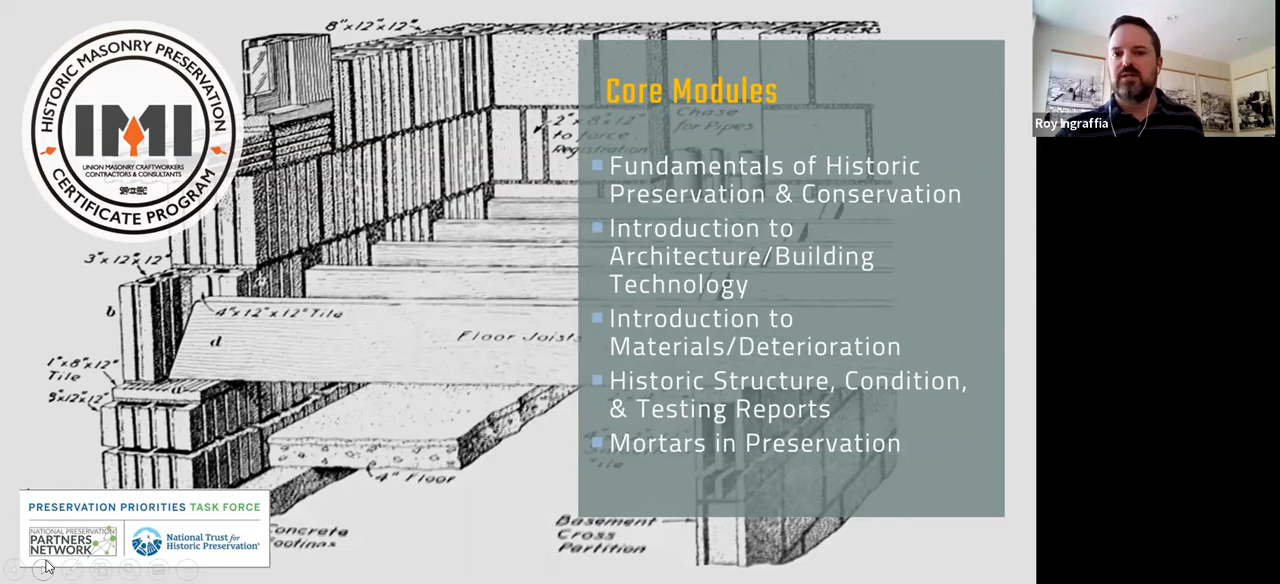 HISTORIC MASONRY PRESERVATION
IMI
UNION MASONRY CRAFTWORKERS
CONTRACTORS & CONSULTANTS
CERTIFICATE PROGRAM
8"x12"x12"
Core Modules
2"x8"x12"
to force
Registration
Chase
for Pipes
Fundamentals of Historic
Preservation & Conservation
Introduction to
Architecture/Building
Technology
Introduction to
Materials/Deterioration
Historic Structure, Condition,
& Testing Reports
Mortars in Preservation
3"x12"x12"
b
4"x12"x12" Tile
d
Floor Joists
1"x8"x12"
Tile
9"x12"x12"
a
4" Floor
Tile
Concrete
Footings
Basement
Cross
Partition
PRESERVATION PRIORITIES TASK FORCE
NATIONAL PRESERVATION
PARTNERS
NETWORK
National Trust for
Historic Preservation
Roy Ingraffia